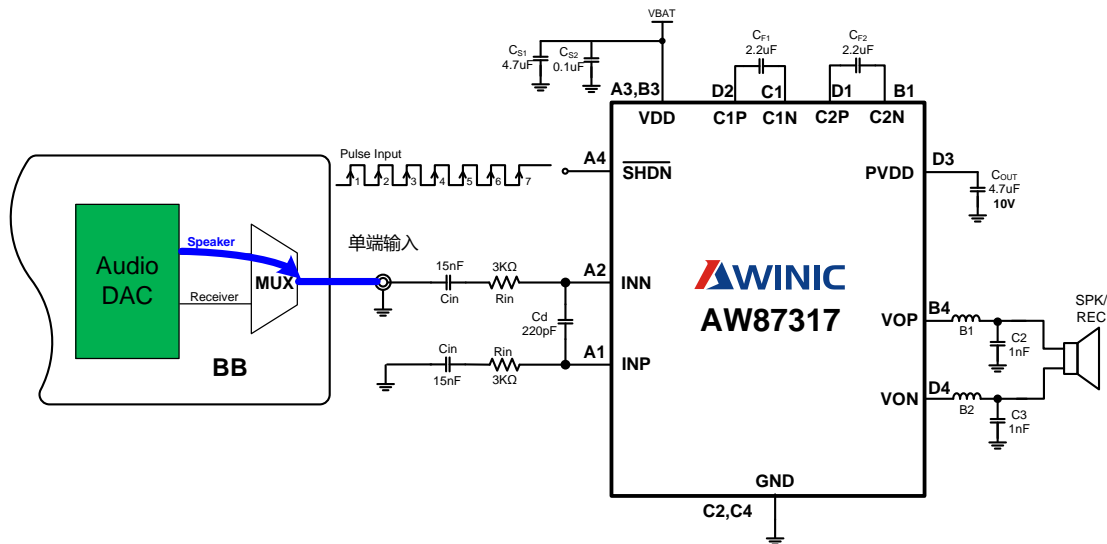 VBAT
CS1
4.7uF
CS2
0.1uF
CF1
2.2uF
CF2
2.2uF
A3,B3
D2
C1
D1
B1
VDD
C1P
C1N
C2P
C2N
Pulse Input
1 2 3 4 5 6 7
A4
SHDN
D3
PVDD
COUT
4.7uF
10V
Audio
DAC
Speaker
Receiver
MUX
BB
单端输入
15nF
Cin
3KΩ
Rin
A2
INN
Cd
220pF
Cin
15nF
Rin
3KΩ
A1
INP
AWINIC
AW87317
VOP
B4
B1
C2
1nF
SPK/
REC
VON
D4
B2
C3
1nF
GND
C2,C4